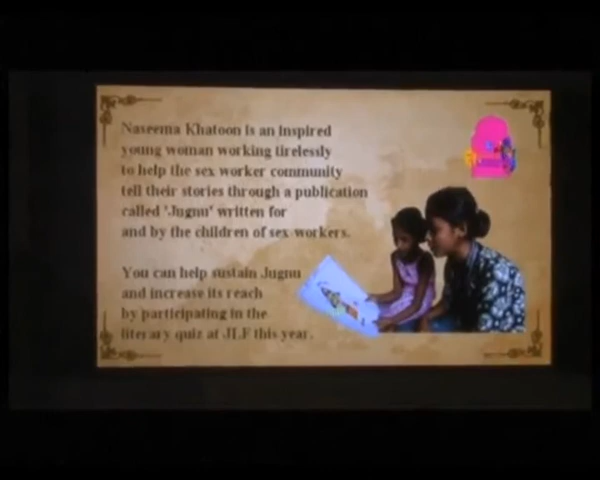 Naseema Khatoon is an inspired
young woman working tirelessly
to help the sex worker community
tell their stories through a publication
called 'Jugnu' written for
and by the children of sex workers.
You can help sustain Jugnu
and increase its reach
by participating in the
literary quiz at JLF this year.